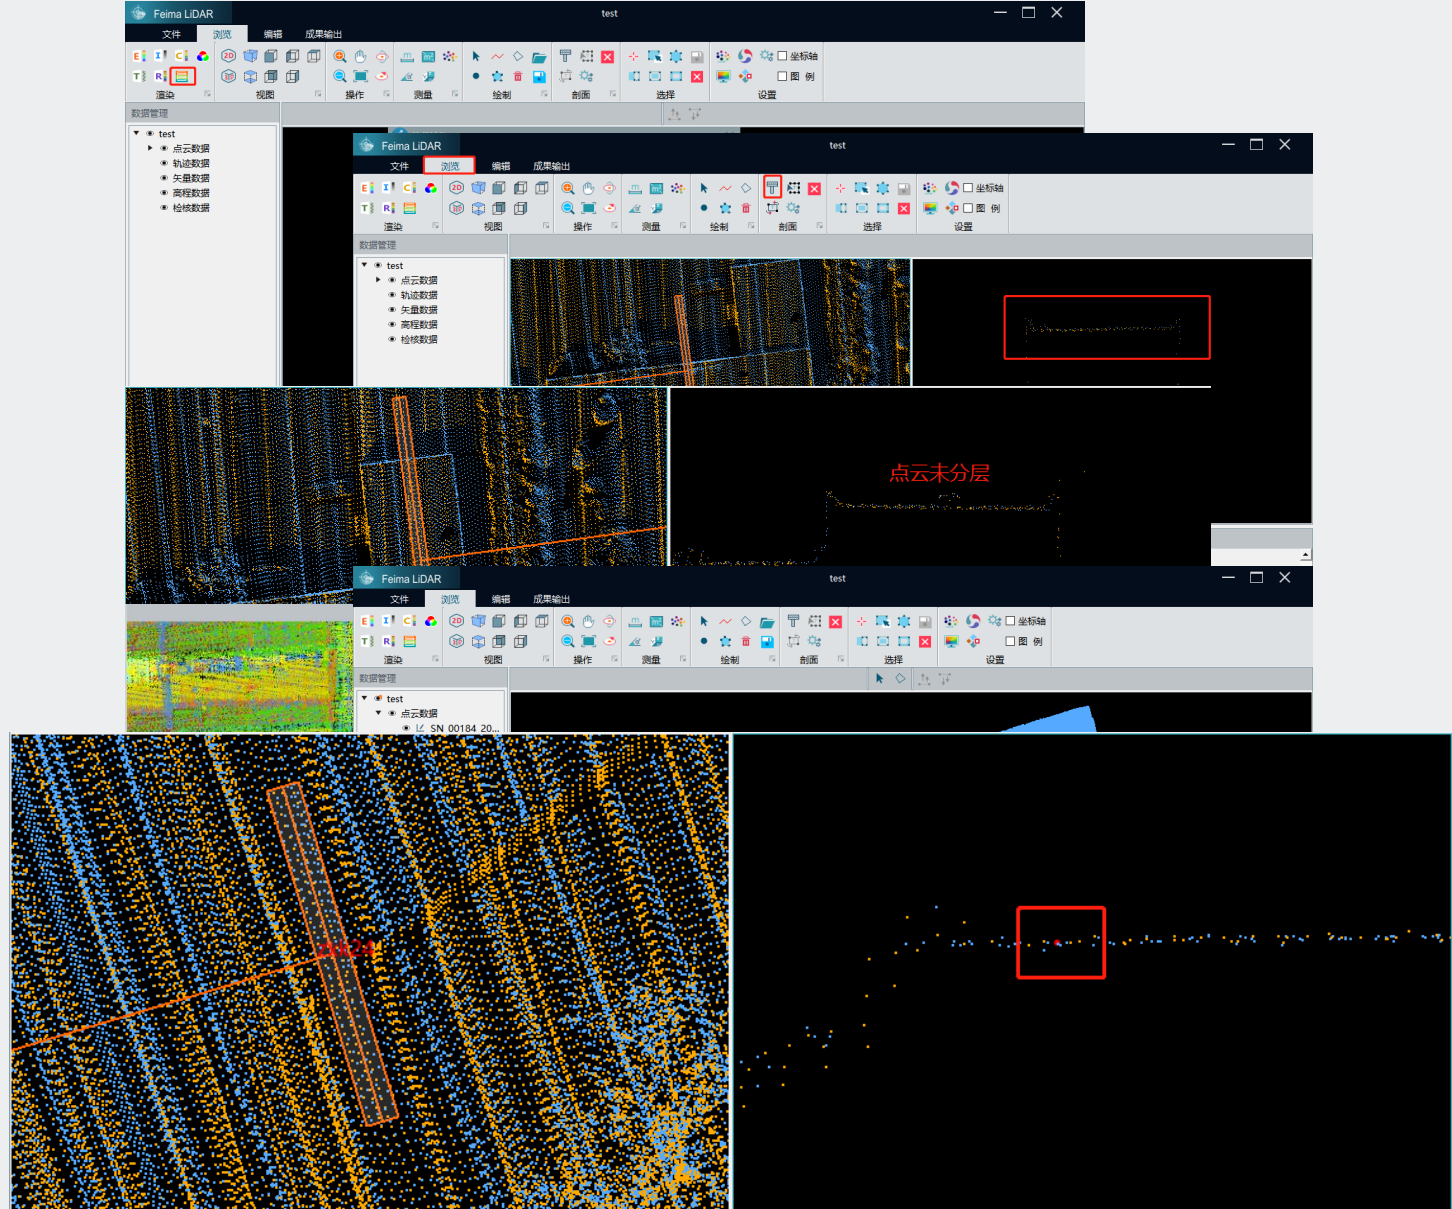 Feima LiDAR
test
文件 浏览 编辑 成果输出
坐标轴
图 例
渲染 视图 操作 测量 绘制 剖面 选择 设置
数据管理
test
点云数据
轨迹数据
矢量数据
高程数据
检核数据
Feima LiDAR
test
文件 浏览 编辑 成果输出
坐标轴
图 例
渲染 视图 操作 测量 绘制 剖面 选择 设置
数据管理
test
点云数据
轨迹数据
矢量数据
高程数据
检核数据
点云未分层
Feima LiDAR
test
文件 浏览 编辑 成果输出
坐标轴
图 例
渲染 视图 操作 测量 绘制 剖面 选择 设置
数据管理
test
点云数据
SN_00184_20...